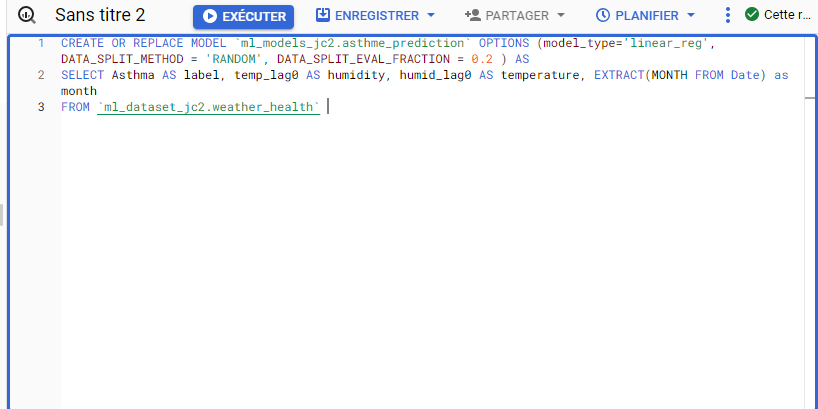 Sans titre 2 EXÉCUTER ENREGISTRER PARTAGER PLANIFIER Cette r...
1 CREATE OR REPLACE MODEL `ml_models_jc2.asthme_prediction` OPTIONS (model_type='linear_reg',
DATA_SPLIT_METHOD = 'RANDOM', DATA_SPLIT_EVAL_FRACTION = 0.2 ) AS
2 SELECT Asthma AS label, temp_lag0 AS humidity, humid_lag0 AS temperature, EXTRACT(MONTH FROM Date) as
month
3 FROM `ml_dataset_jc2.weather_health`